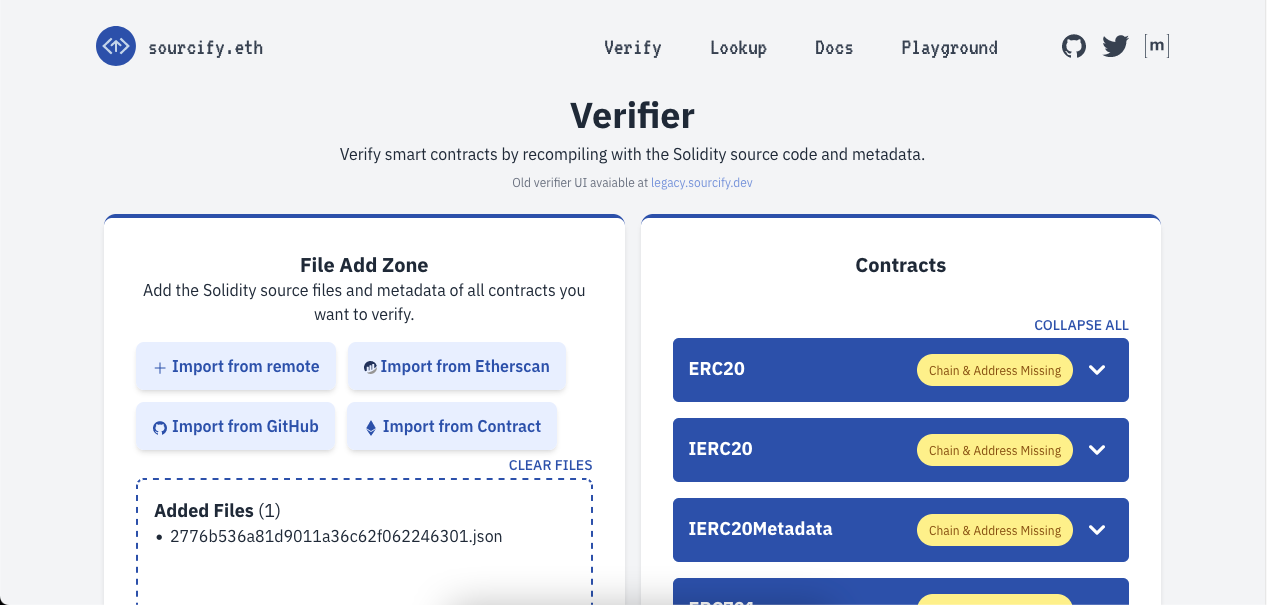 sourcify.eth
Verify Lookup Docs Playground
[m]
Verifier
Verify smart contracts by recompiling with the Solidity source code and metadata.
Old verifier UI avaiable at legacy.sourcify.dev
File Add Zone
Add the Solidity source files and metadata of all contracts you
want to verify.
Import from remote
Import from Etherscan
Import from GitHub
Import from Contract
CLEAR FILES
Added Files (1)
• 2776b536a81d9011a36c62f062246301.json
Contracts
COLLAPSE ALL
ERC20 Chain & Address Missing
IERC20 Chain & Address Missing
IERC20Metadata Chain & Address Missing